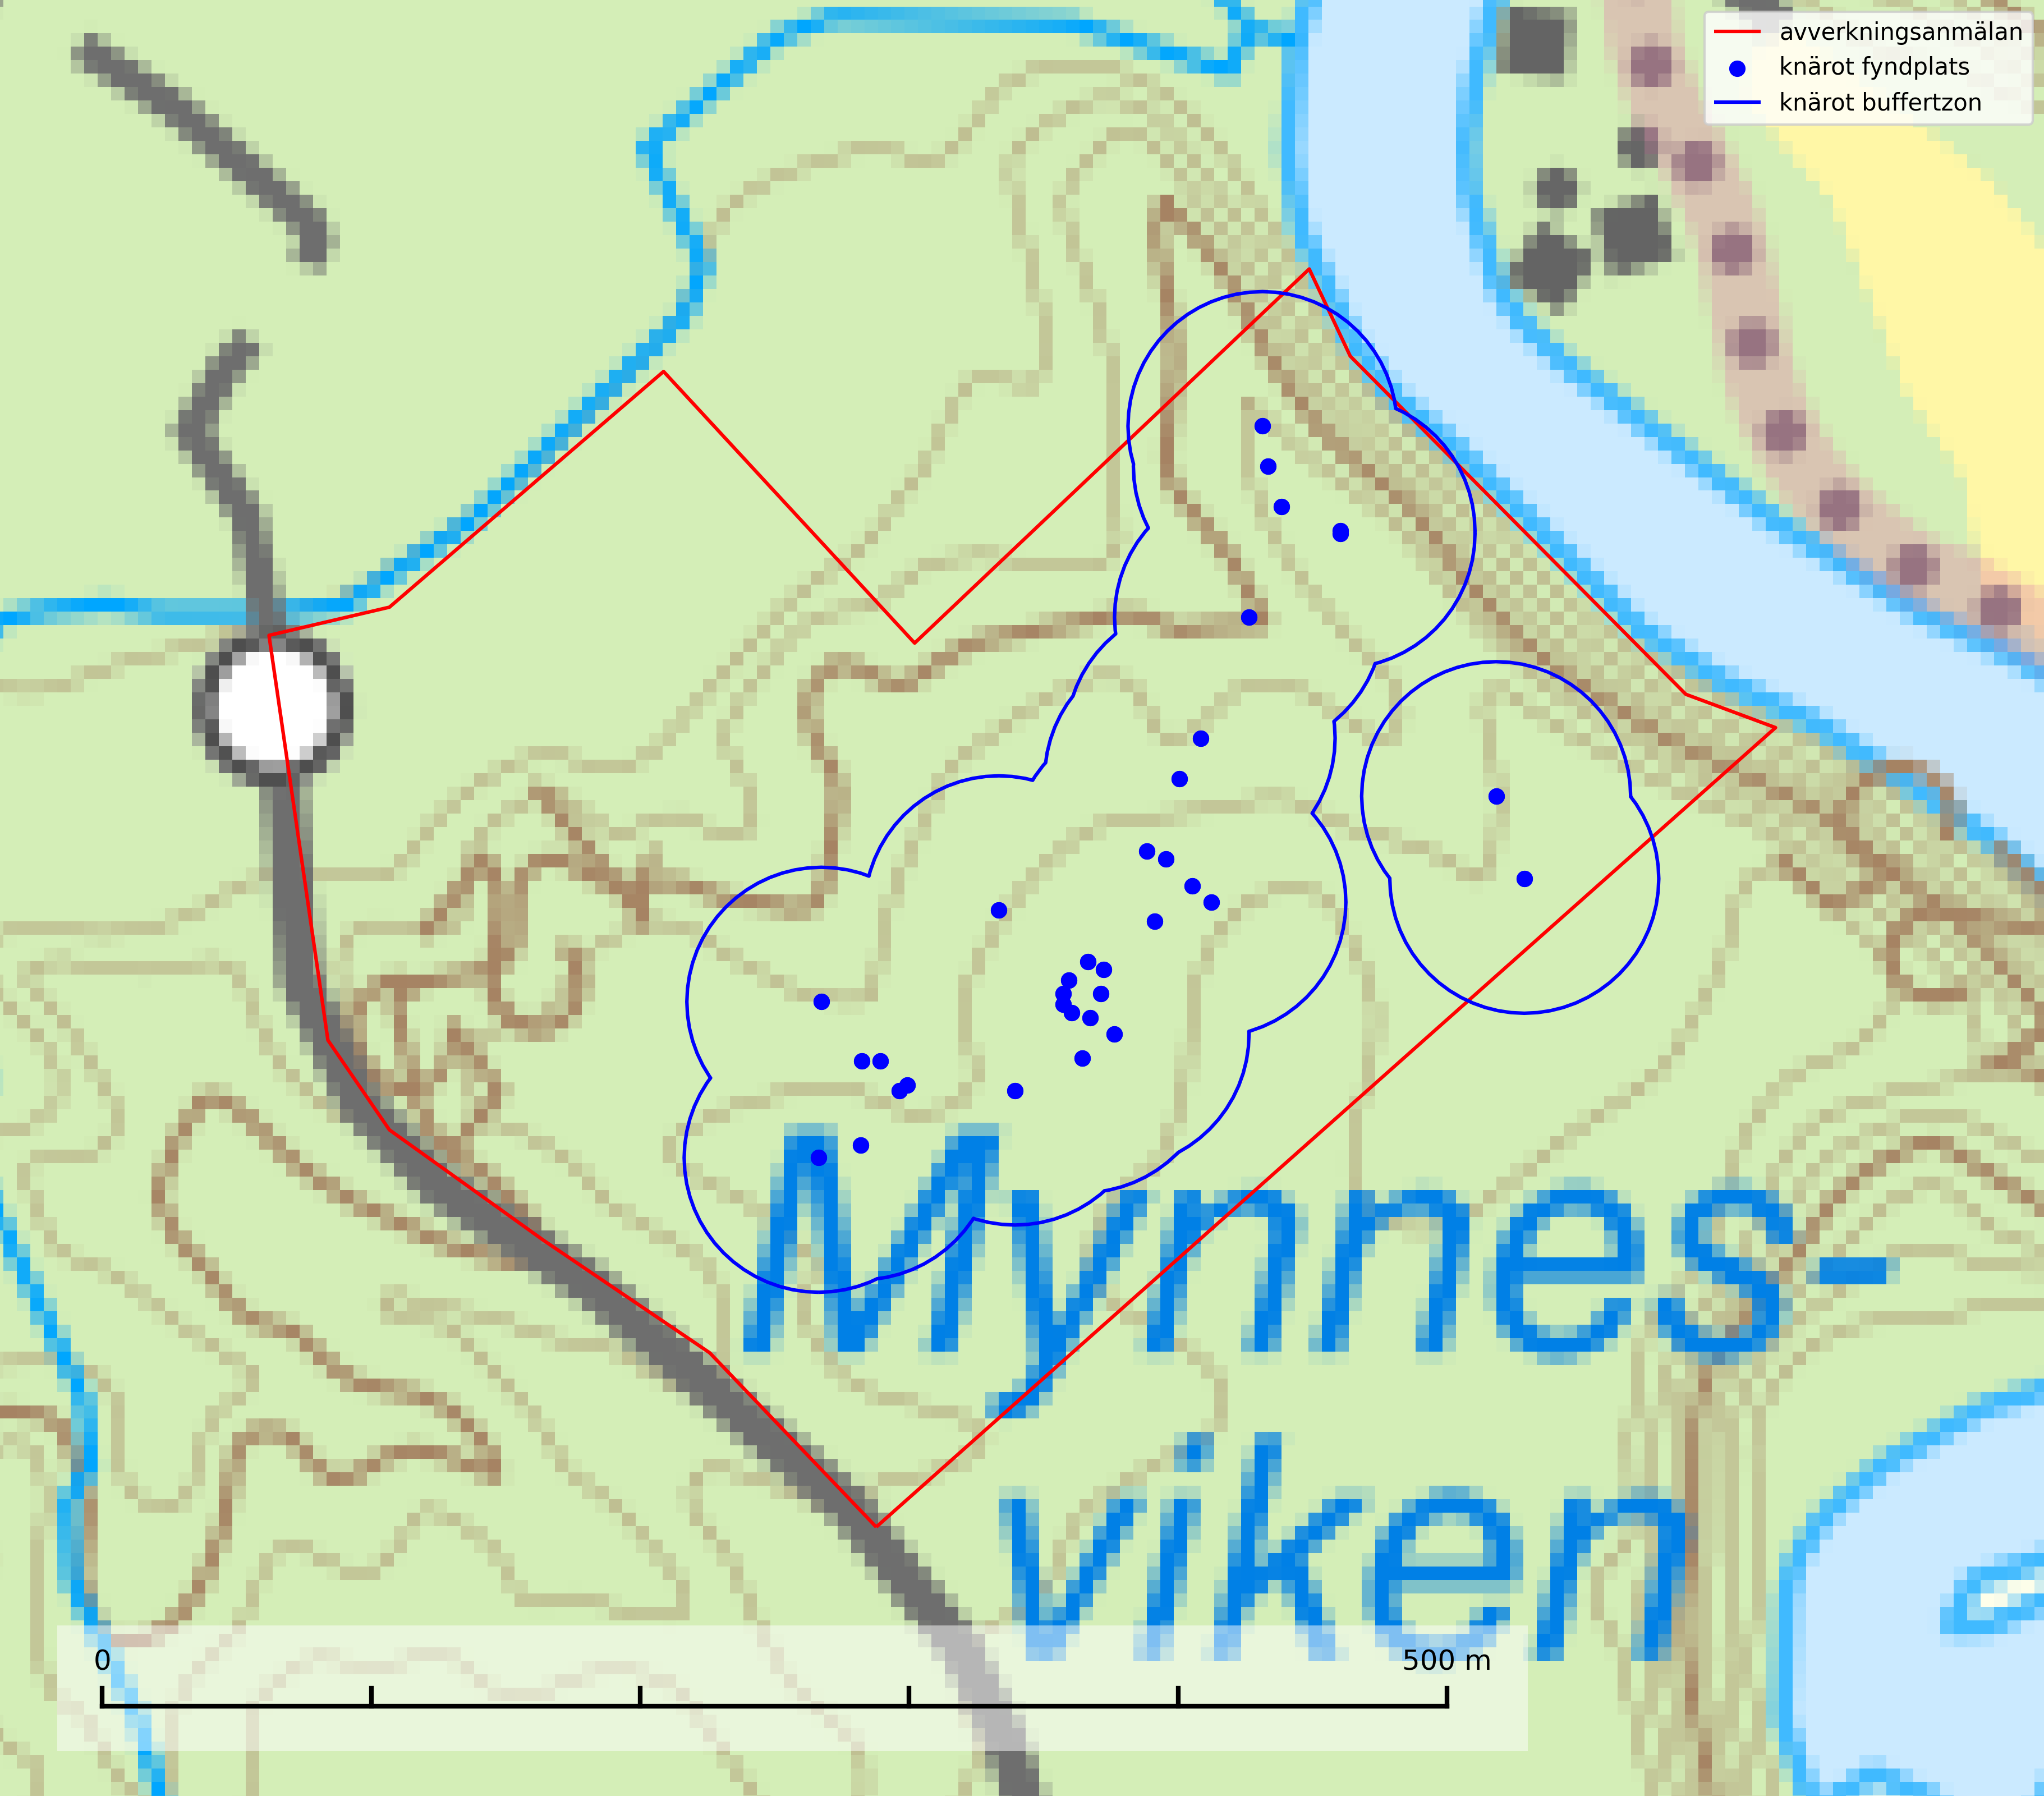 avverkningsanmälan
knärot fyndplats
knärot buffertzon
Mynnes-
viken
0 500 m